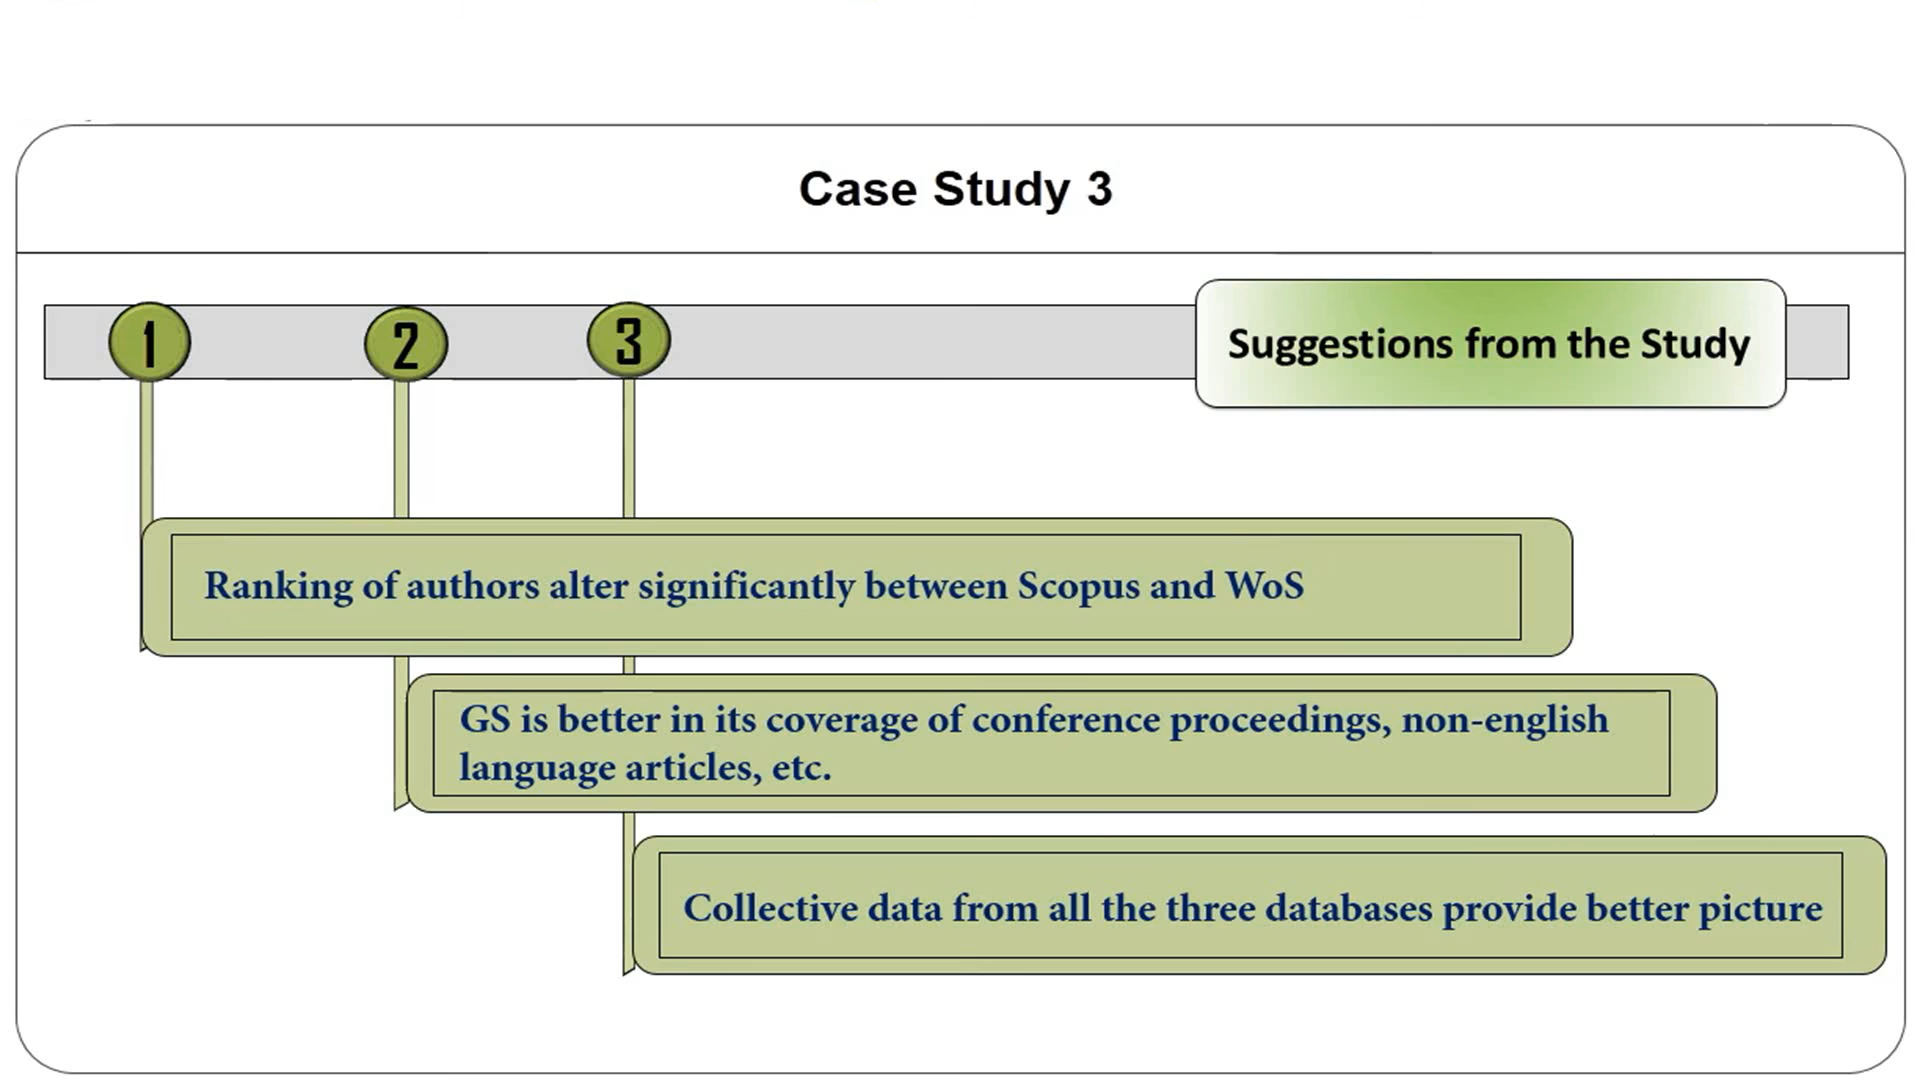 Case Study 3
1
2
3
Suggestions from the Study
Ranking of authors alter significantly between Scopus and WoS
GS is better in its coverage of conference proceedings, non-english
language articles, etc.
Collective data from all the three databases provide better picture